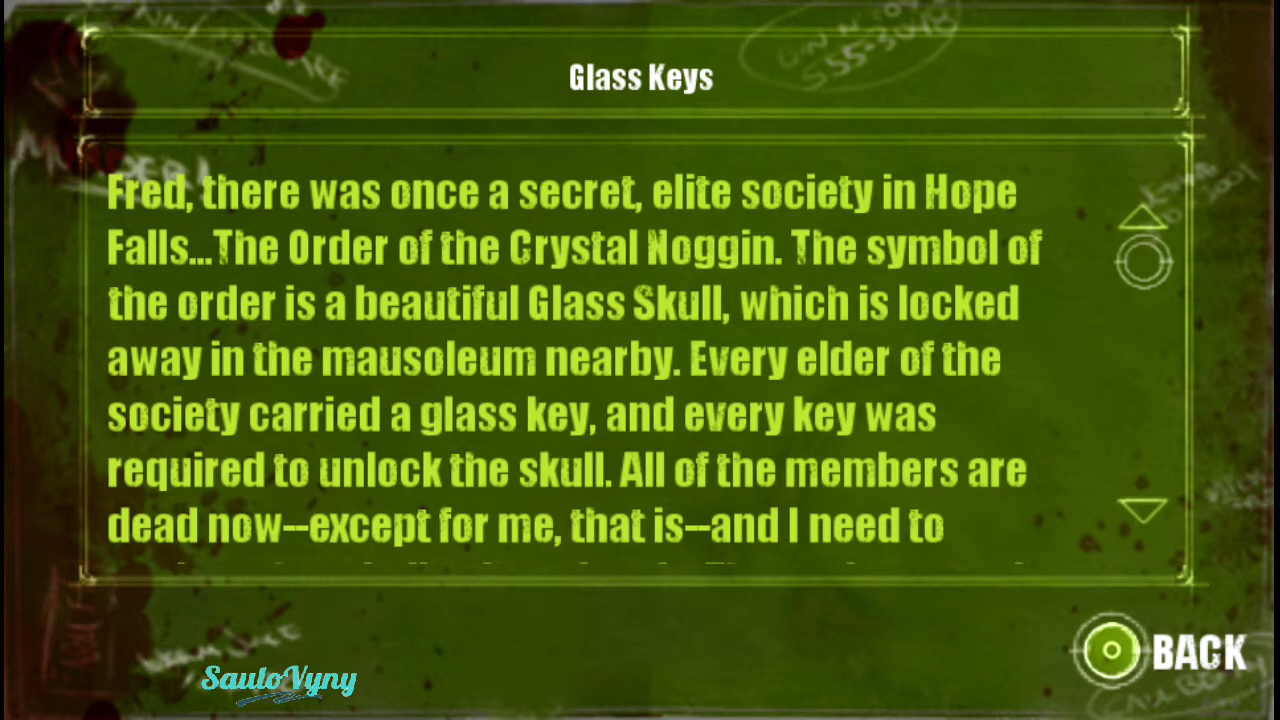 Glass Keys
Fred, there was once a secret, elite society in Hope
Falls...The Order of the Crystal Noggin. The symbol of
the order is a beautiful Glass Skull, which is locked
away in the mausoleum nearby. Every elder of the
society carried a glass key, and every key was
required to unlock the skull. All of the members are
dead now--except for me, that is--and I need to
BACK
SauloVyny